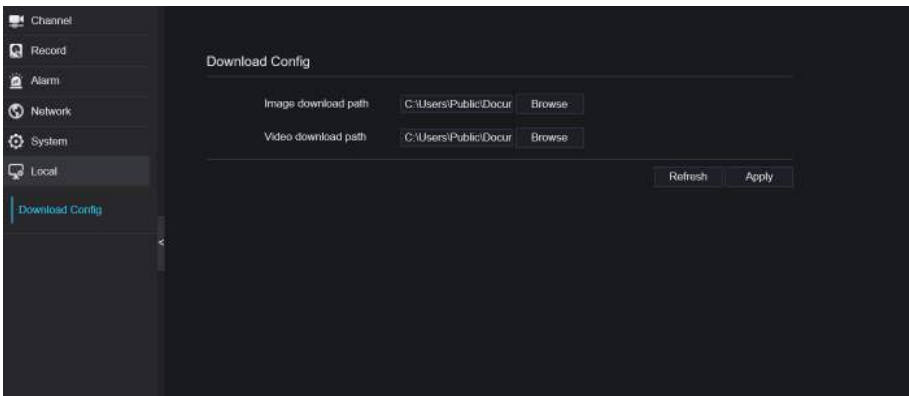 Channel
Record
Alarm
Network
System
Local
Download Config
<
Download Config
Image download path C:\Users\Public\Docur Browse
Video download path C:\Users\Public\Docur Browse
Refresh Apply